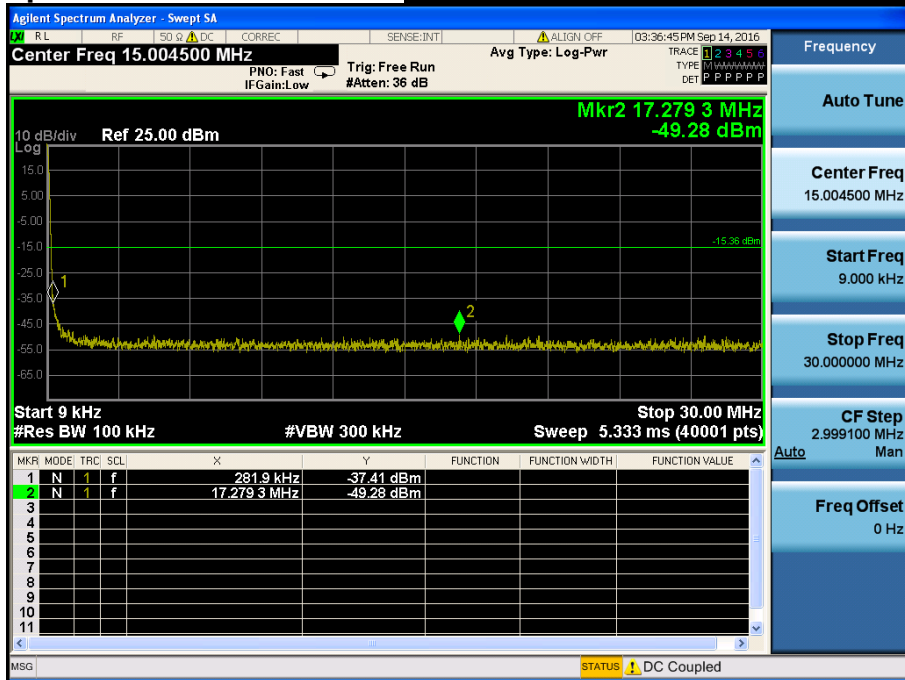 Agilent Spectrum Analyzer - Swept SA
LXI RL RF 50 Ω DC CORREC SENSE:INT ALIGN OFF 03:36:45 PM Sep 14, 2016
Center Freq 15.004500 MHz
PNO: Fast
IFGain:Low
Trig: Free Run
#Atten: 36 dB
Avg Type: Log-Pwr
TRACE 1 2 3 4 5 6
TYPE M WWWWW
DET P P P P P P
Mkr2 17.279 3 MHz
-49.28 dBm
10 dB/div Ref 25.00 dBm
Log
15.0
5.00
-5.00
-15.0
-15.36 dBm
-25.0
1
-35.0
-45.0
2
-55.0
-65.0
Start 9 kHz Stop 30.00 MHz
#Res BW 100 kHz #VBW 300 kHz Sweep 5.333 ms (40001 pts)
MKR MODE TRC SCL X Y FUNCTION FUNCTION WIDTH FUNCTION VALUE
1 N 1 f 281.9 kHz -37.41 dBm
2 N 1 f 17.279 3 MHz -49.28 dBm
3
4
5
6
7
8
9
10
11
MSG STATUS DC Coupled
Frequency
Auto Tune
Center Freq
15.004500 MHz
Start Freq
9.000 kHz
Stop Freq
30.000000 MHz
CF Step
2.999100 MHz
Auto Man
Freq Offset
0 Hz